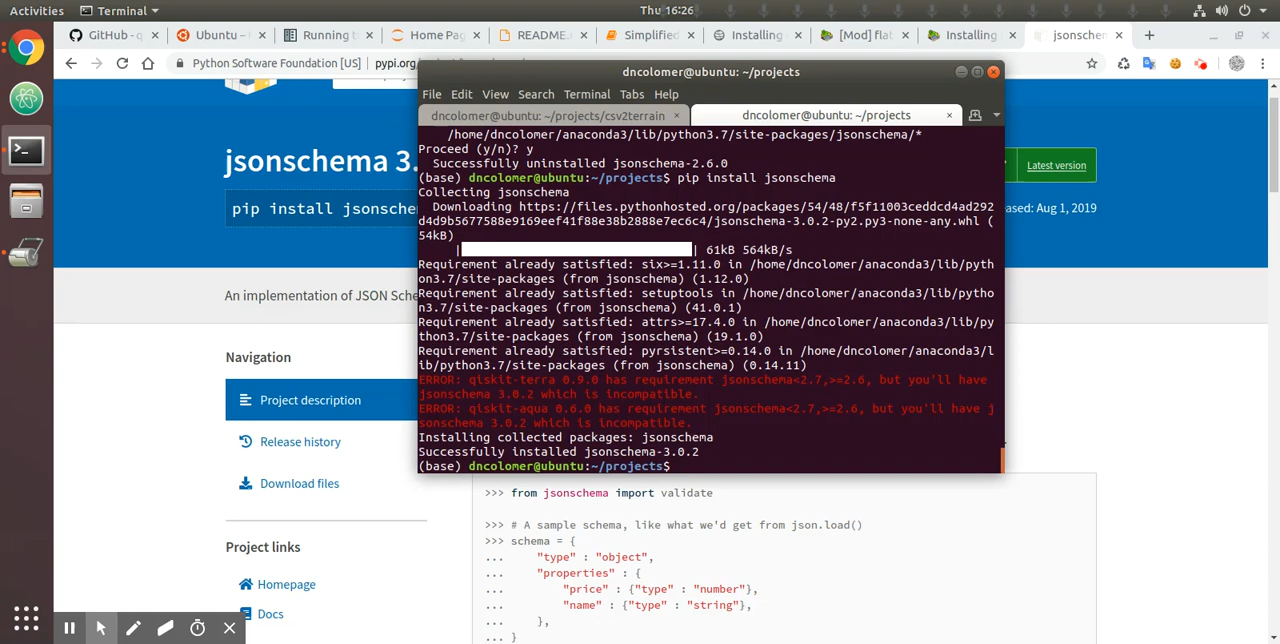 Activities
Terminal
Thu 16:26
GitHub - q
Ubuntu –
Running t
Home Pag
README.
Simplified
Installing
[Mod] flat
Installing
jsonschem
Python Software Foundation [US]
pypi.org
dncolomer@ubuntu: ~/projects
File Edit View Search Terminal Tabs Help
dncolomer@ubuntu: ~/projects/csv2terrain
dncolomer@ubuntu: ~/projects
/home/dncolomer/anaconda3/lib/python3.7/site-packages/jsonschema/*
Proceed (y/n)? y
Successfully uninstalled jsonschema-2.6.0
(base) dncolomer@ubuntu:~/projects$ pip install jsonschema
Collecting jsonschema
Downloading https://files.pythonhosted.org/packages/54/48/f5f11003ceddcd4ad292
d4d9b5677588e9169eef41f88e38b2888e7ec6c4/jsonschema-3.0.2-py2.py3-none-any.whl (
54kB)
| | 61kB 564kB/s
Requirement already satisfied: six>=1.11.0 in /home/dncolomer/anaconda3/lib/pyth
on3.7/site-packages (from jsonschema) (1.12.0)
Requirement already satisfied: setuptools in /home/dncolomer/anaconda3/lib/pytho
n3.7/site-packages (from jsonschema) (41.0.1)
Requirement already satisfied: attrs>=17.4.0 in /home/dncolomer/anaconda3/lib/py
thon3.7/site-packages (from jsonschema) (19.1.0)
Requirement already satisfied: pyrsistent>=0.14.0 in /home/dncolomer/anaconda3/l
ib/python3.7/site-packages (from jsonschema) (0.14.11)
ERROR: qiskit-terra 0.9.0 has requirement jsonschema<2.7,>=2.6, but you'll have
jsonschema 3.0.2 which is incompatible.
ERROR: qiskit-aqua 0.6.0 has requirement jsonschema<2.7,>=2.6, but you'll have j
sonschema 3.0.2 which is incompatible.
Installing collected packages: jsonschema
Successfully installed jsonschema-3.0.2
(base) dncolomer@ubuntu:~/projects$
jsonschema 3.
pip install jsonsche
Latest version
ased: Aug 1, 2019
An implementation of JSON Sche
Navigation
Project description
Release history
Download files
Project links
Homepage
Docs
>>> from jsonschema import validate
>>> # A sample schema, like what we'd get from json.load()
>>> schema = {
... "type" : "object",
... "properties" : {
... "price" : {"type" : "number"},
... "name" : {"type" : "string"},
... },
... }